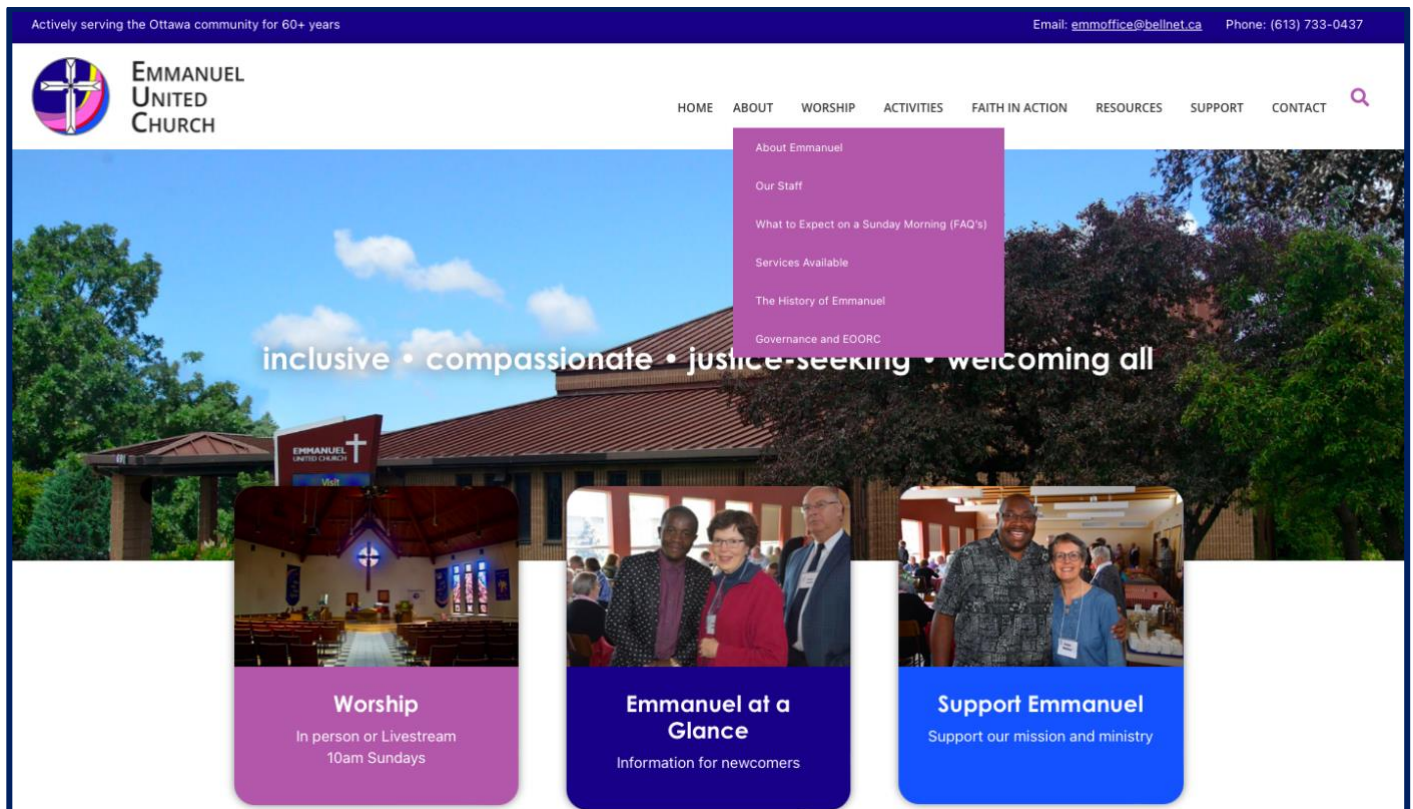 Actively serving the Ottawa community for 60+ years
Email: emmoffice@bellnet.ca Phone: (613) 733-0437
EMMANUEL
UNITED
CHURCH
HOME ABOUT WORSHIP ACTIVITIES FAITH IN ACTION RESOURCES SUPPORT CONTACT
About Emmanuel
Our Staff
What to Expect on a Sunday Morning (FAQ's)
Services Available
The History of Emmanuel
Governance and EOORC
inclusive • compassionate • justice-seeking • welcoming all
EMMANUEL
UNITED CHURCH
Visit
Worship
In person or Livestream
10am Sundays
Emmanuel at a
Glance
Information for newcomers
Support Emmanuel
Support our mission and ministry